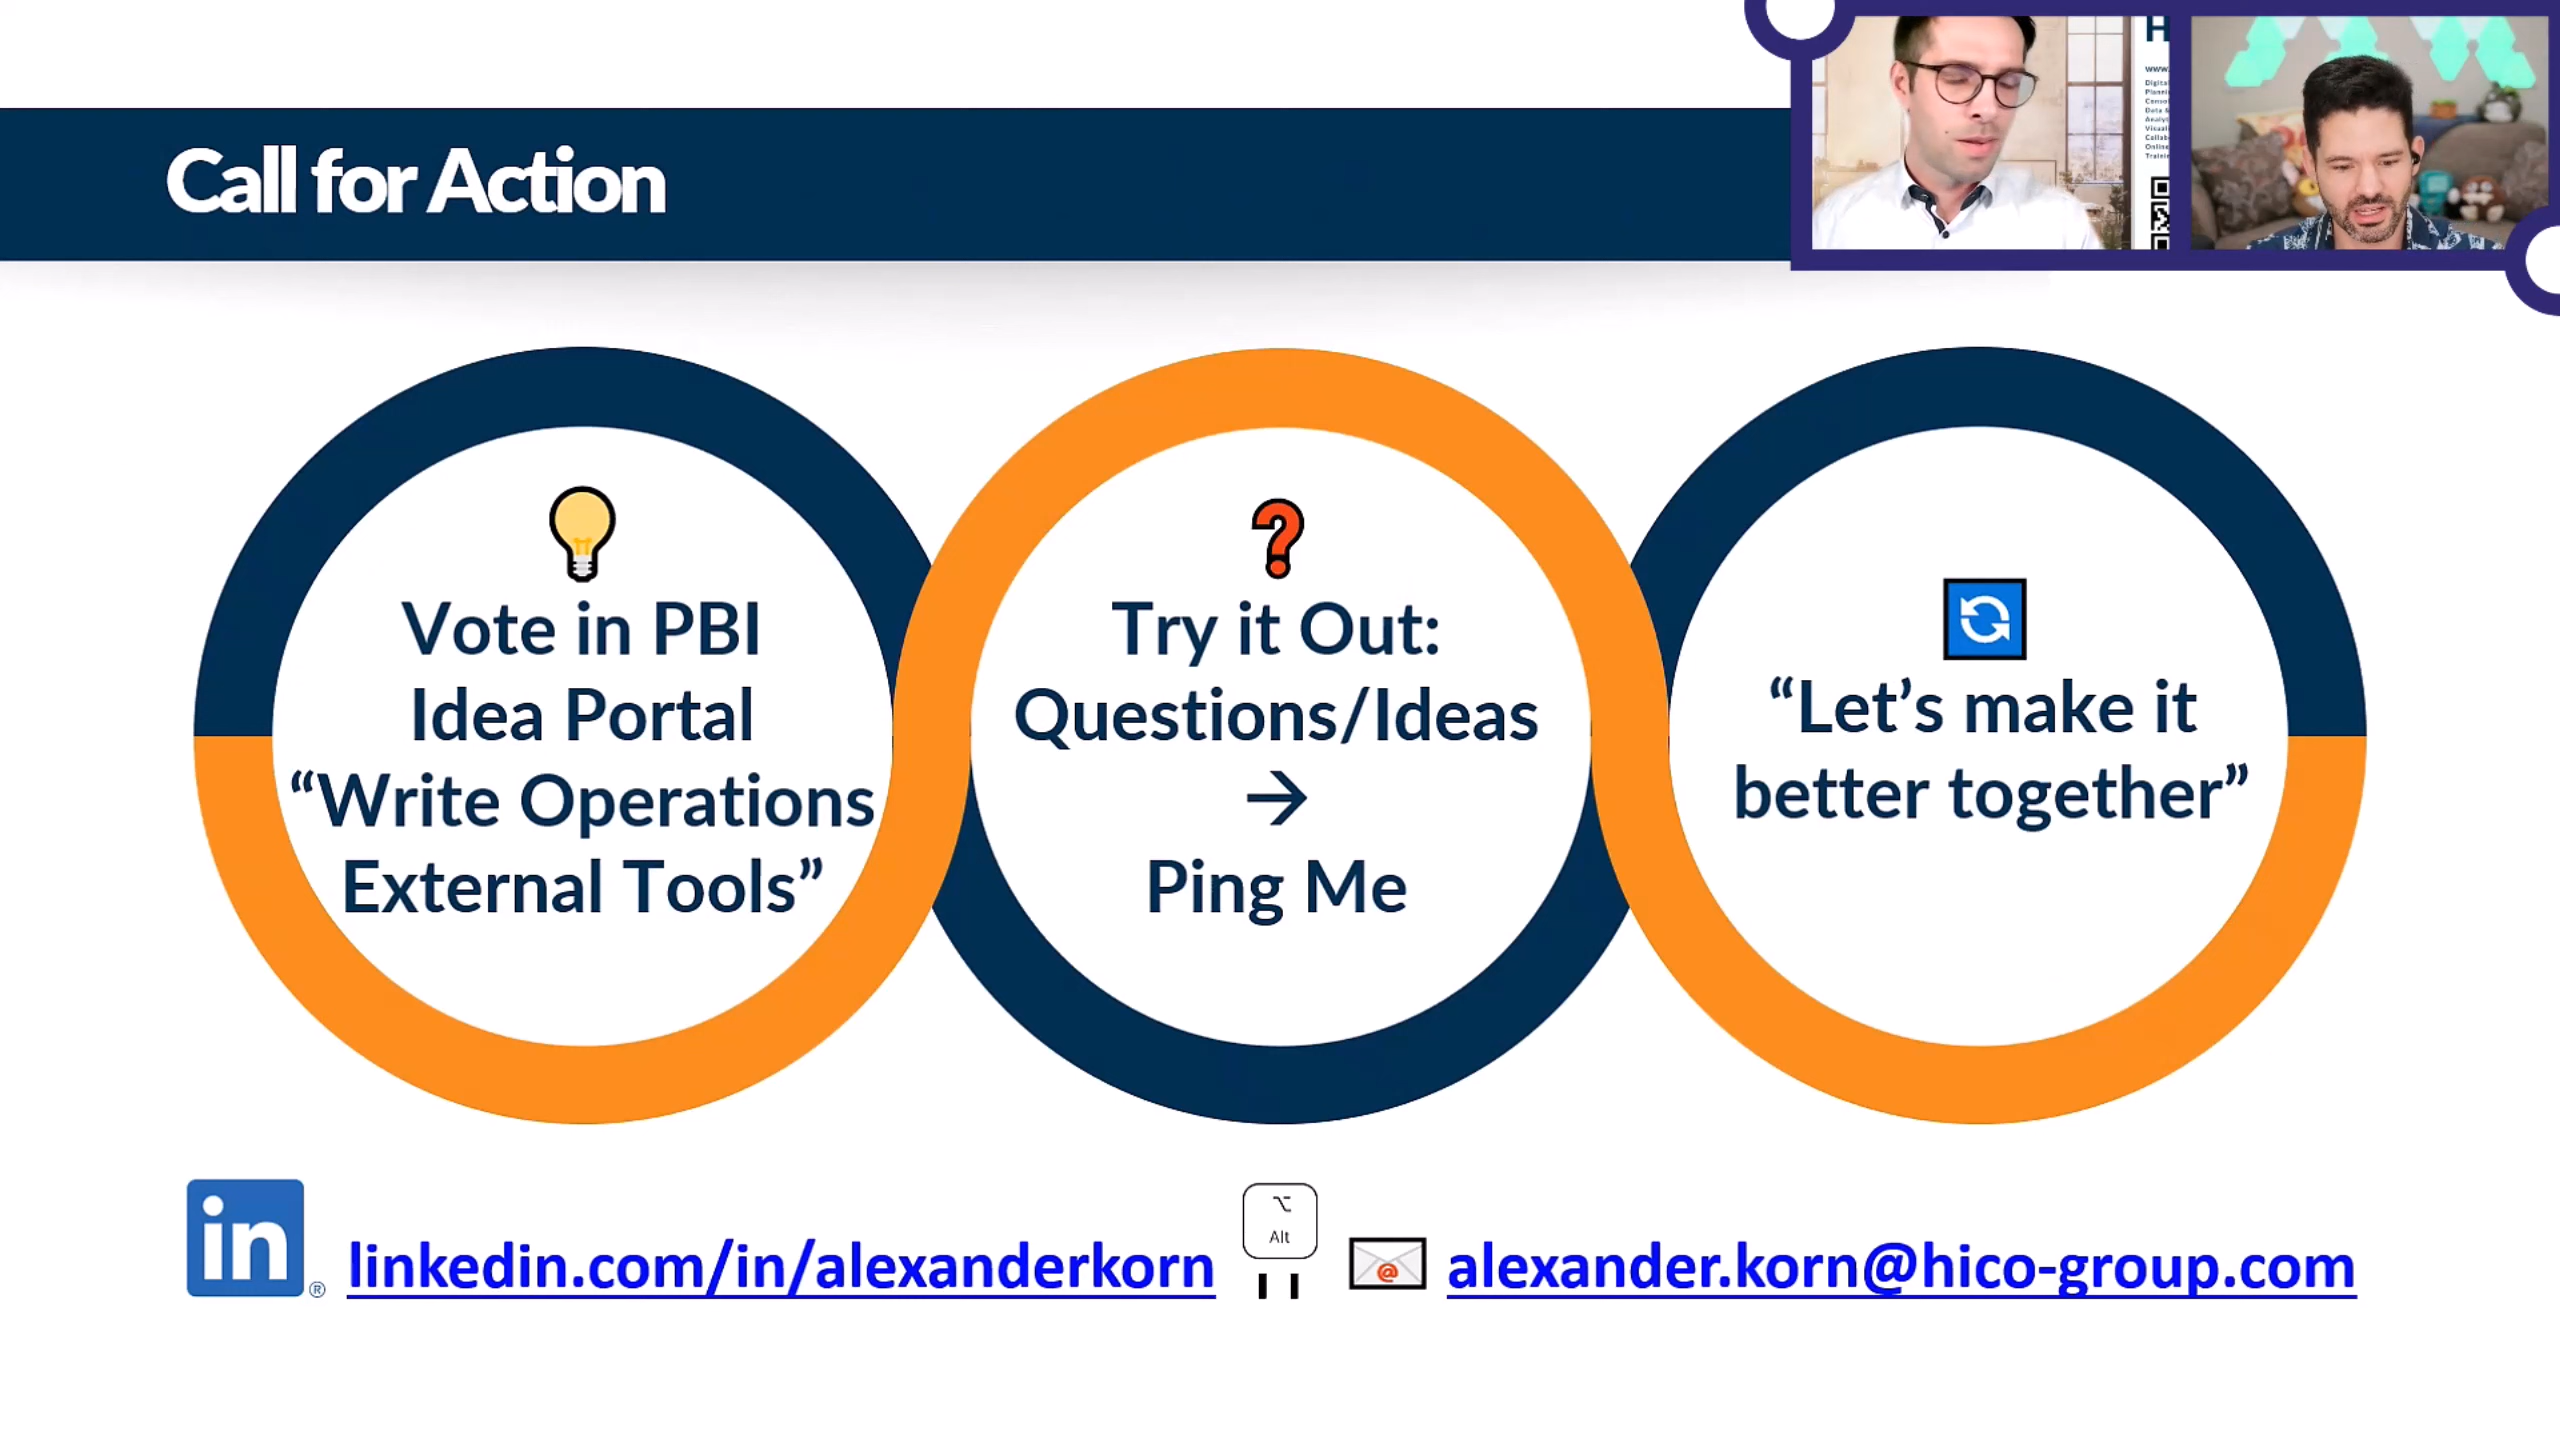 Call for Action
H
www.
Vote in PBI
Idea Portal
“Write Operations
External Tools”
Try it Out:
Questions/Ideas
→
Ping Me
“Let’s make it
better together”
in®
linkedin.com/in/alexanderkorn
Alt
@
alexander.korn@hico-group.com